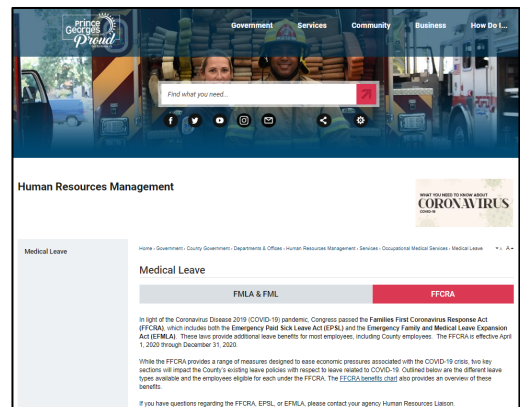 PRINCE
GEORGE'S
Proud
Government Services Community Business How Do I...
Find what you need...
Human Resources Management
WHAT YOU NEED TO KNOW ABOUT
CORONAVIRUS
COVID-19
Medical Leave
Home › Government › County Government › Departments & Offices › Human Resources Management › Services › Occupational Medical Services › Medical Leave
Medical Leave
FMLA & FML FFCRA
In light of the Coronavirus Disease 2019 (COVID-19) pandemic, Congress passed the Families First Coronavirus Response Act
(FFCRA), which includes both the Emergency Paid Sick Leave Act (EPSL) and the Emergency Family and Medical Leave Expansion
Act (EFMLA). These laws provide additional leave benefits for most employees, including County employees. The FFCRA is effective April
1, 2020 through December 31, 2020.
While the FFCRA provides a range of measures designed to ease economic pressures associated with the COVID-19 crisis, two key
sections will impact the County's existing leave policies with respect to leave related to COVID-19. Outlined below are the different leave
types available and the employees eligible for each under the FFCRA. The FFCRA benefits chart also provides an overview of these
benefits.
If you have questions regarding the FFCRA, EPSL, or EFMLA, please contact your agency Human Resources Liaison.